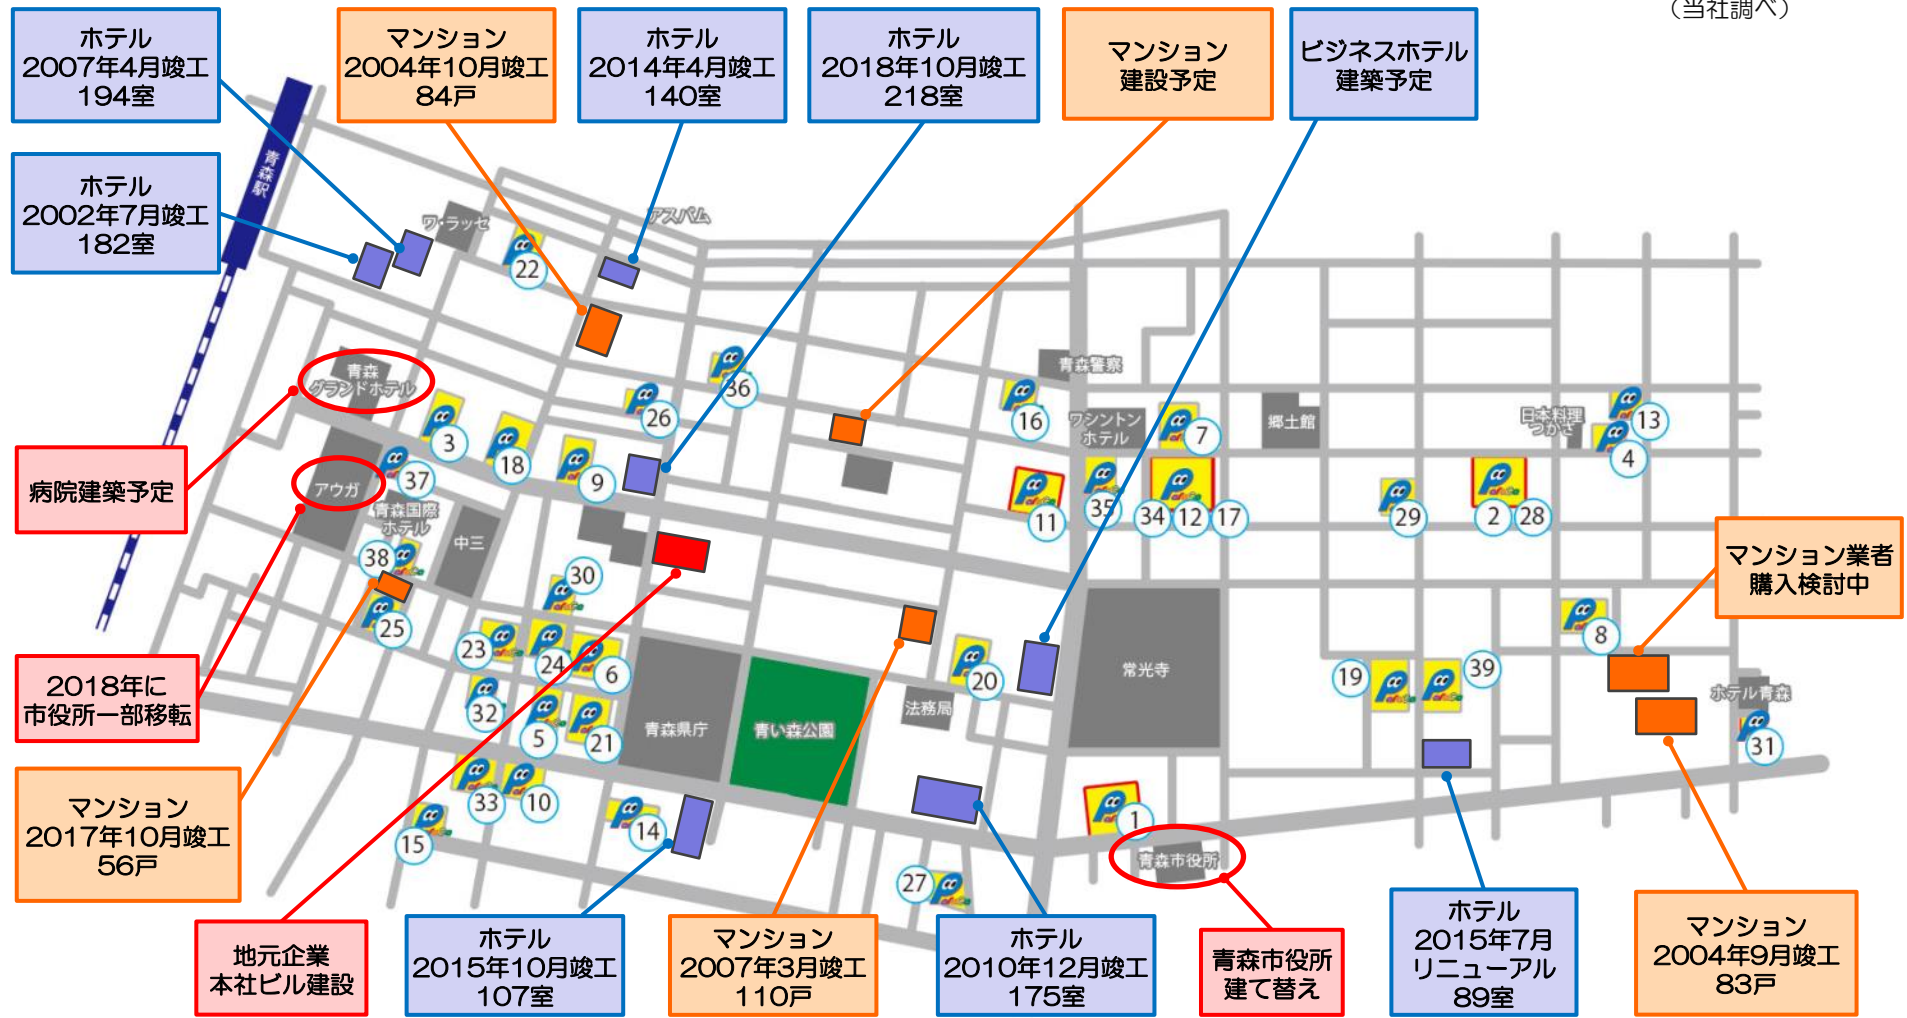 （当社調べ）
ホテル
2007年4月竣工
194室
マンション
2004年10月竣工
84戸
ホテル
2014年4月竣工
140室
ホテル
2018年10月竣工
218室
マンション
建設予定
ビジネスホテル
建築予定
ホテル
2002年7月竣工
182室
青森駅
ワ・ラッセ
アスパム
22
青森
グランドホテル
36
26
3
18
9
37
アウガ
青森国際
ホテル
中三
38
25
30
23
24
6
32
5
21
33
10
15
14
青森県庁
青い森公園
法務局
20
27
青森警察
16
ワシントン
ホテル
7
郷土館
日本料理
つかさ
13
4
11
35
34
12
17
29
2
28
常光寺
19
39
8
ホテル青森
31
1
青森市役所
病院建築予定
2018年に
市役所一部移転
マンション
2017年10月竣工
56戸
マンション業者
購入検討中
地元企業
本社ビル建設
ホテル
2015年10月竣工
107室
マンション
2007年3月竣工
110戸
ホテル
2010年12月竣工
175室
青森市役所
建て替え
ホテル
2015年7月
リニューアル
89室
マンション
2004年9月竣工
83戸